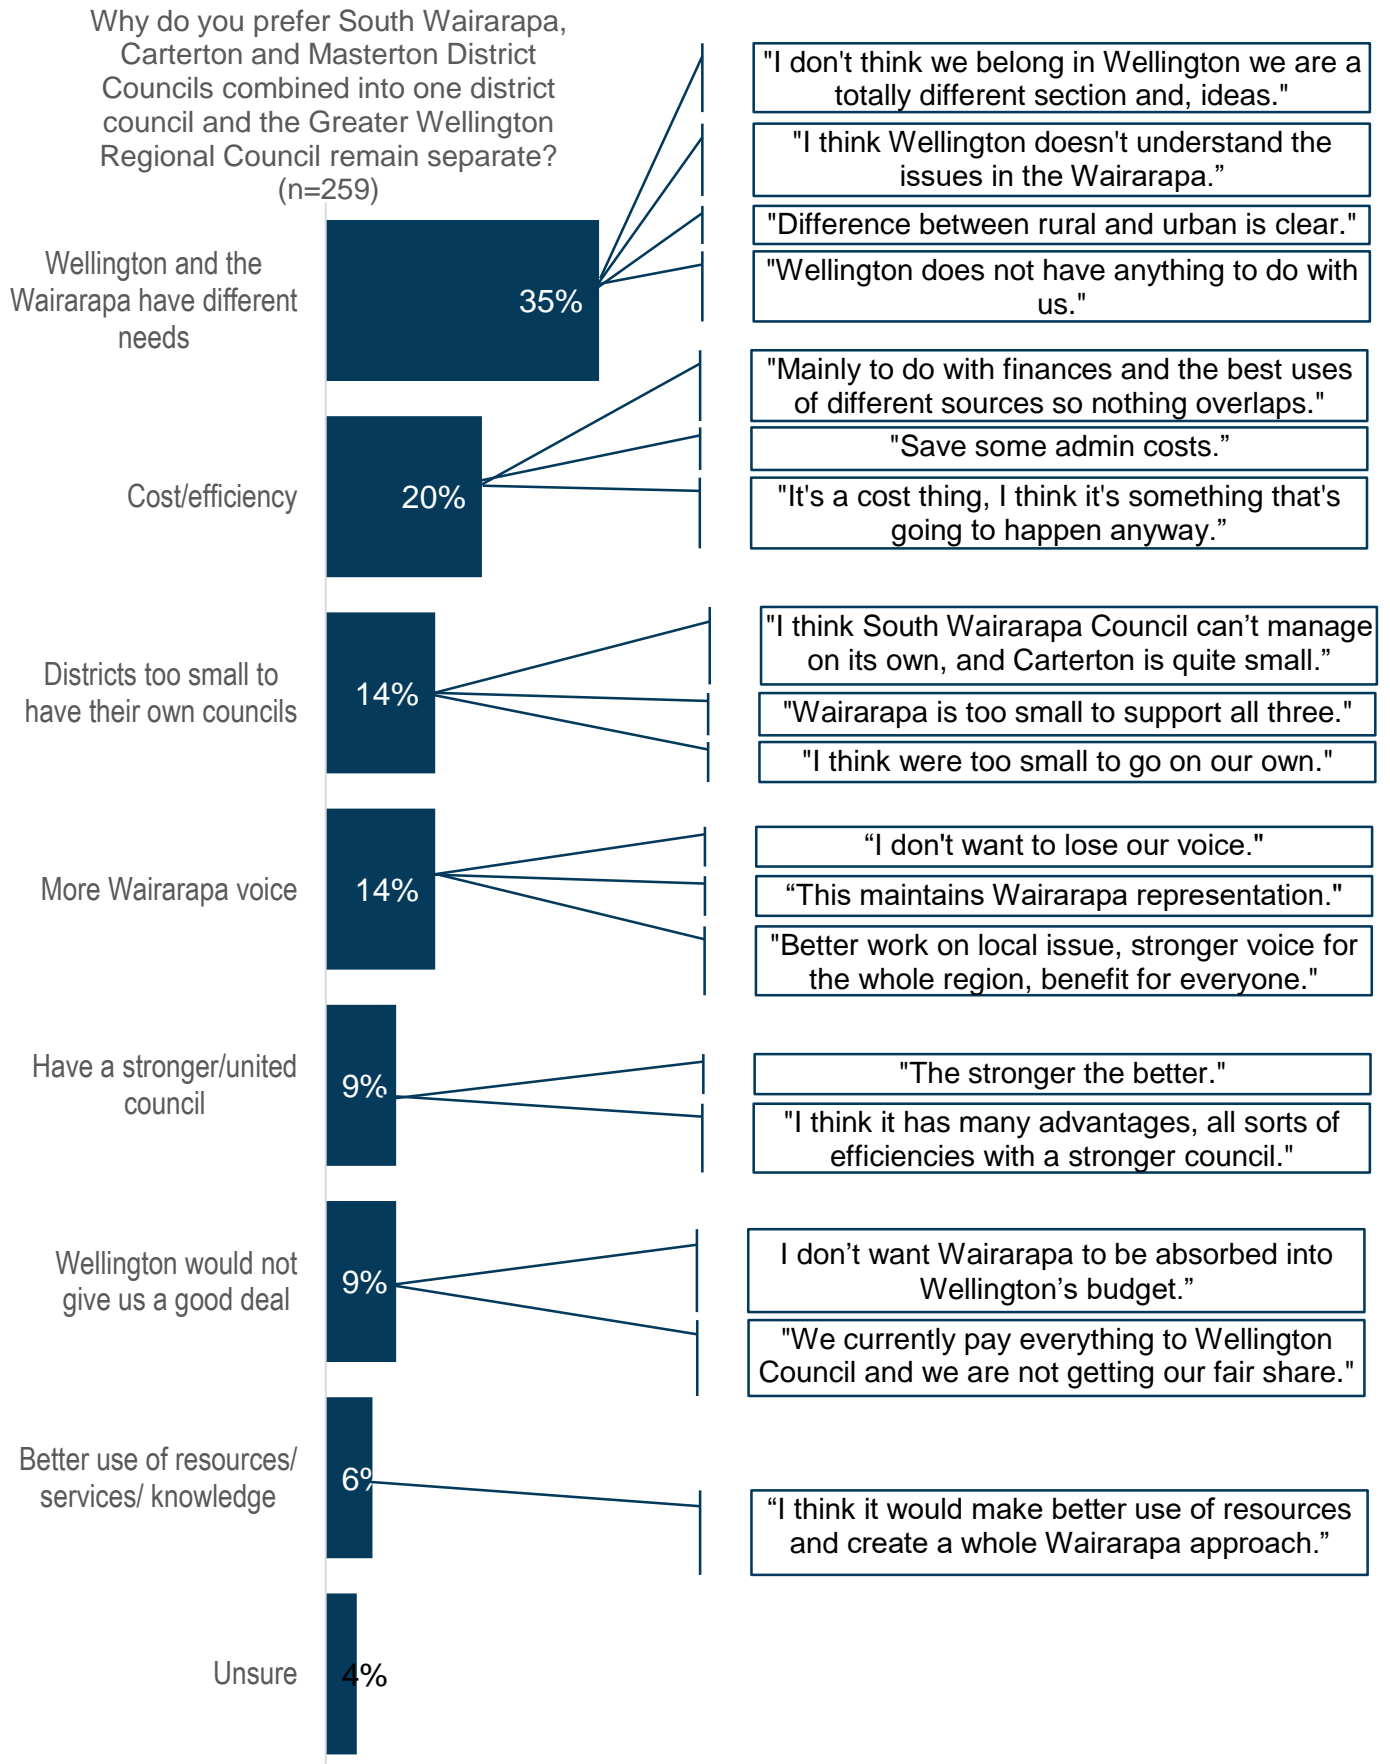 Why do you prefer South Wairarapa,
Carterton and Masterton District
Councils combined into one district
council and the Greater Wellington
Regional Council remain separate?
(n=259)
Wellington and the
Wairarapa have different
needs
35%
"I don't think we belong in Wellington we are a
totally different section and, ideas."
"I think Wellington doesn't understand the
issues in the Wairarapa.”
"Difference between rural and urban is clear."
"Wellington does not have anything to do with
us."
Cost/efficiency
20%
"Mainly to do with finances and the best uses
of different sources so nothing overlaps."
"Save some admin costs.”
"It's a cost thing, I think it's something that's
going to happen anyway.”
Districts too small to
have their own councils
14%
"I think South Wairarapa Council can’t manage
on its own, and Carterton is quite small.”
"Wairarapa is too small to support all three."
"I think were too small to go on our own."
More Wairarapa voice
14%
“I don't want to lose our voice."
“This maintains Wairarapa representation."
"Better work on local issue, stronger voice for
the whole region, benefit for everyone."
Have a stronger/united
council
9%
"The stronger the better."
"I think it has many advantages, all sorts of
efficiencies with a stronger council."
Wellington would not
give us a good deal
9%
I don’t want Wairarapa to be absorbed into
Wellington’s budget.”
"We currently pay everything to Wellington
Council and we are not getting our fair share."
Better use of resources/
services/ knowledge
6%
“I think it would make better use of resources
and create a whole Wairarapa approach.”
Unsure
4%